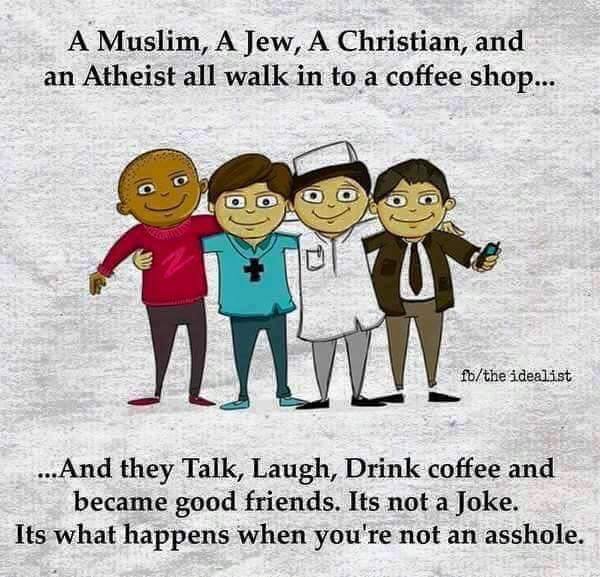 A Muslim, A Jew, A Christian, and
an Atheist all walk in to a coffee shop...
fb/the idealist
...And they Talk, Laugh, Drink coffee and
became good friends. Its not a Joke.
Its what happens when you're not an asshole.